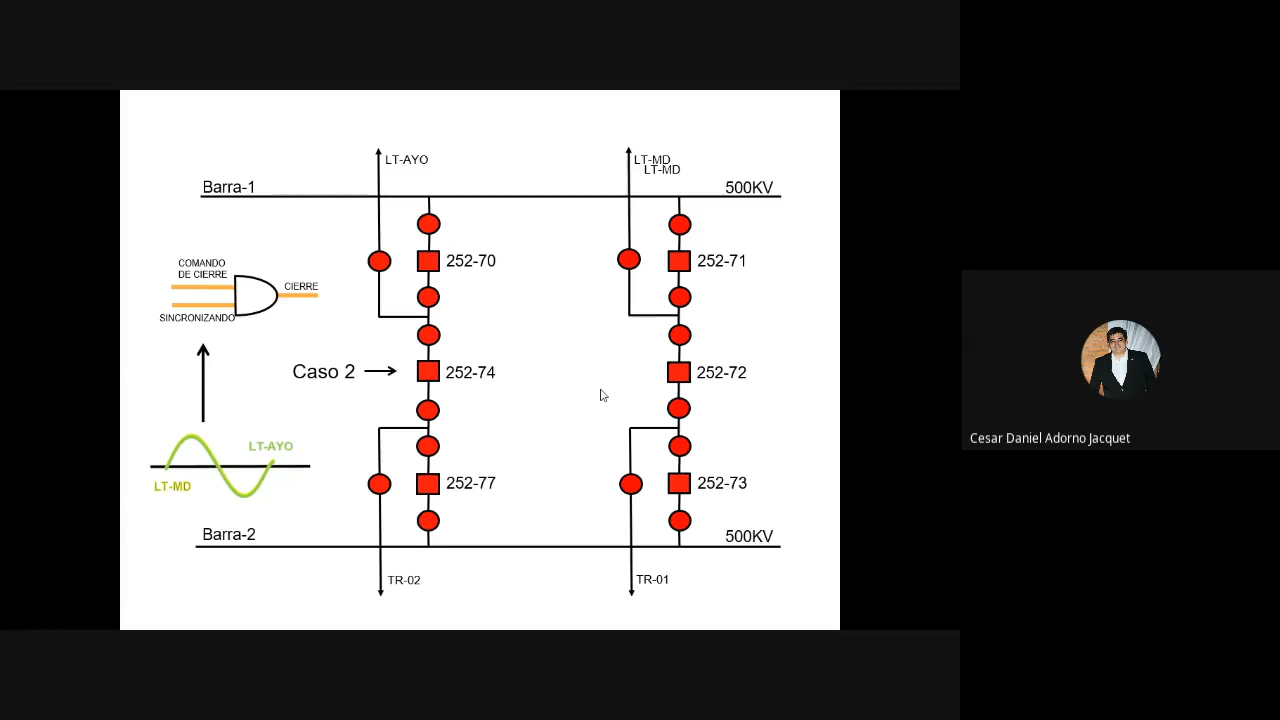 LT-AYO
LT-MD
LT-MD
Barra-1
500KV
252-70
252-71
COMANDO
DE CIERRE
CIERRE
SINCRONIZANDO
Caso 2
252-74
252-72
LT-AYO
LT-MD
252-77
252-73
Barra-2
500KV
TR-02
TR-01
Cesar Daniel Adorno Jacquet